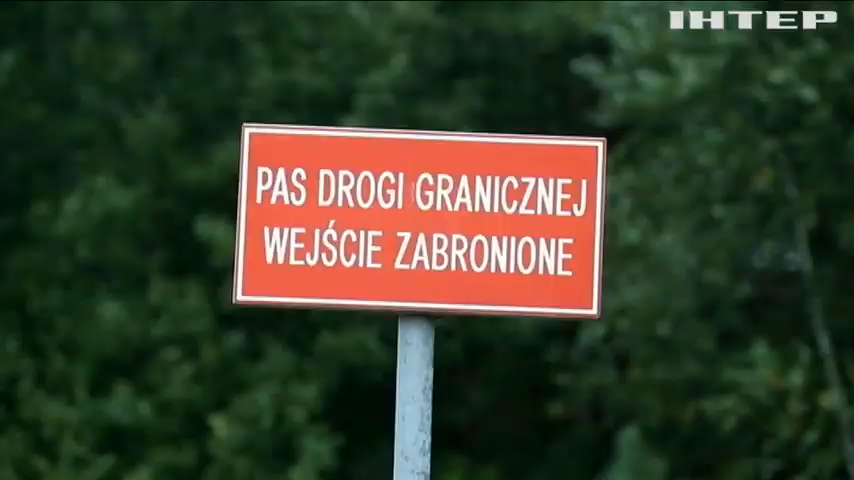 ІНТЕР
PAS DROGI GRANICZNEJ
WEJŚCIE ZABRONIONE